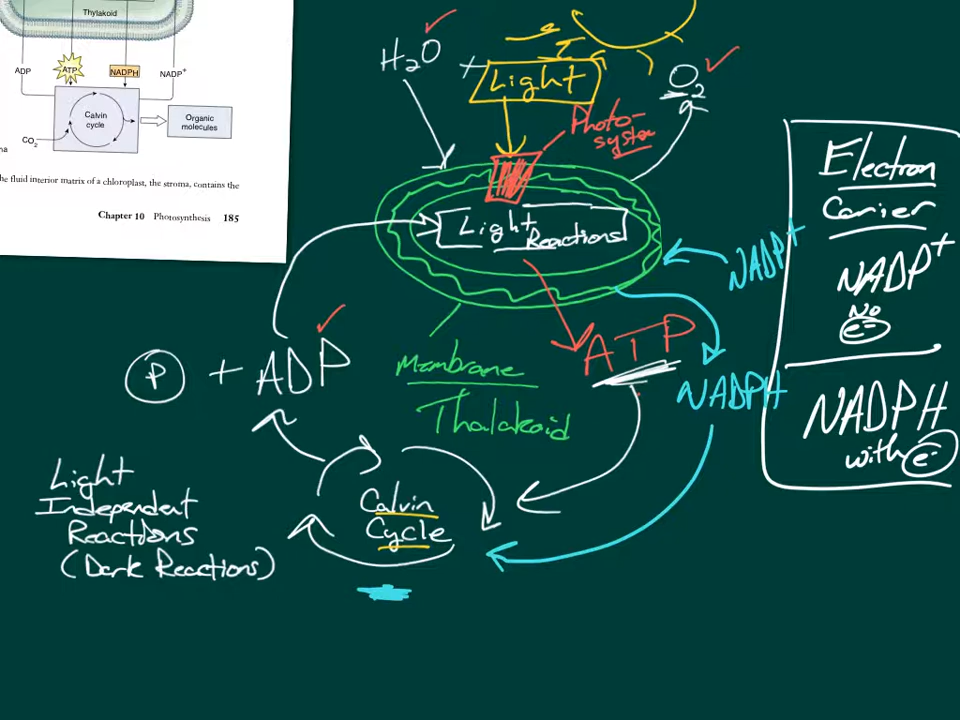 Thylakoid
ADP
ATP
NADPH
NADP+
Calvin
cycle
CO2
Organic
molecules
he fluid interior matrix of a chloroplast, the stroma, contains the
Chapter 10 Photosynthesis 185
H2O
+
Light
O2
Photo-
system
Light
Reactions
NADP+
Electron
Carier
NADP+
No
e-
NADPH
with e-
P + ADP
ATP
NADPH
Mambrane
Thalakoid
Calvin
Cycle
Light
Independent
Reactions
(Dark Reactions)